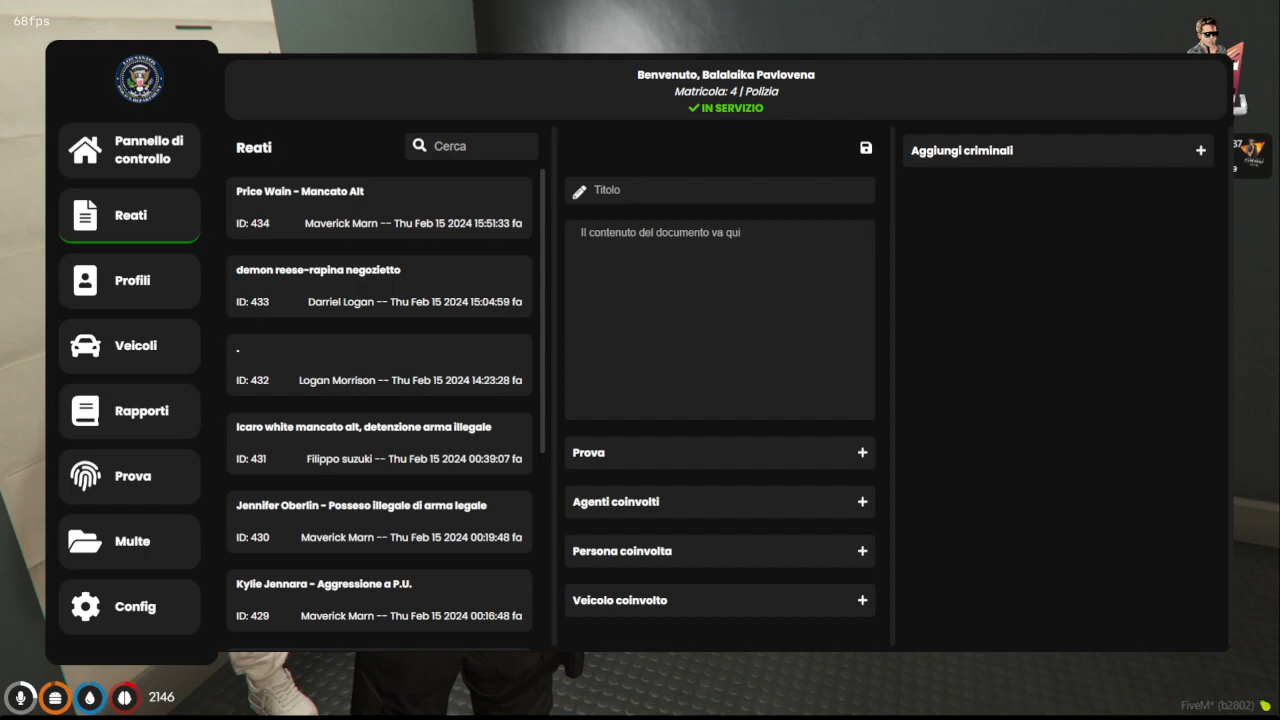 68fps
LOS SANTOS
POLICE DEPARTMENT
Benvenuto, Balalaika Pavlovena
Matricola: 4 | Polizia
IN SERVIZIO
Pannello di
controllo
Reati
Profili
Veicoli
Rapporti
Prova
Multe
Config
Reati
Cerca
Price Wain - Mancato Alt
ID: 434 Maverick Marn -- Thu Feb 15 2024 15:51:33 fa
demon reese-rapina negozietto
ID: 433 Darriel Logan -- Thu Feb 15 2024 15:04:59 fa
.
ID: 432 Logan Morrison -- Thu Feb 15 2024 14:23:28 fa
Icaro white mancato alt, detenzione arma illegale
ID: 431 Filippo suzuki -- Thu Feb 15 2024 00:39:07 fa
Jennifer Oberlin - Posseso illegale di arma legale
ID: 430 Maverick Marn -- Thu Feb 15 2024 00:19:48 fa
Kylie Jennara - Aggressione a P.U.
ID: 429 Maverick Marn -- Thu Feb 15 2024 00:16:48 fa
Titolo
Il contenuto del documento va qui
Prova +
Agenti coinvolti +
Persona coinvolta +
Veicolo coinvolto +
Aggiungi criminali +
37
e
2146
FiveM* (b2802)